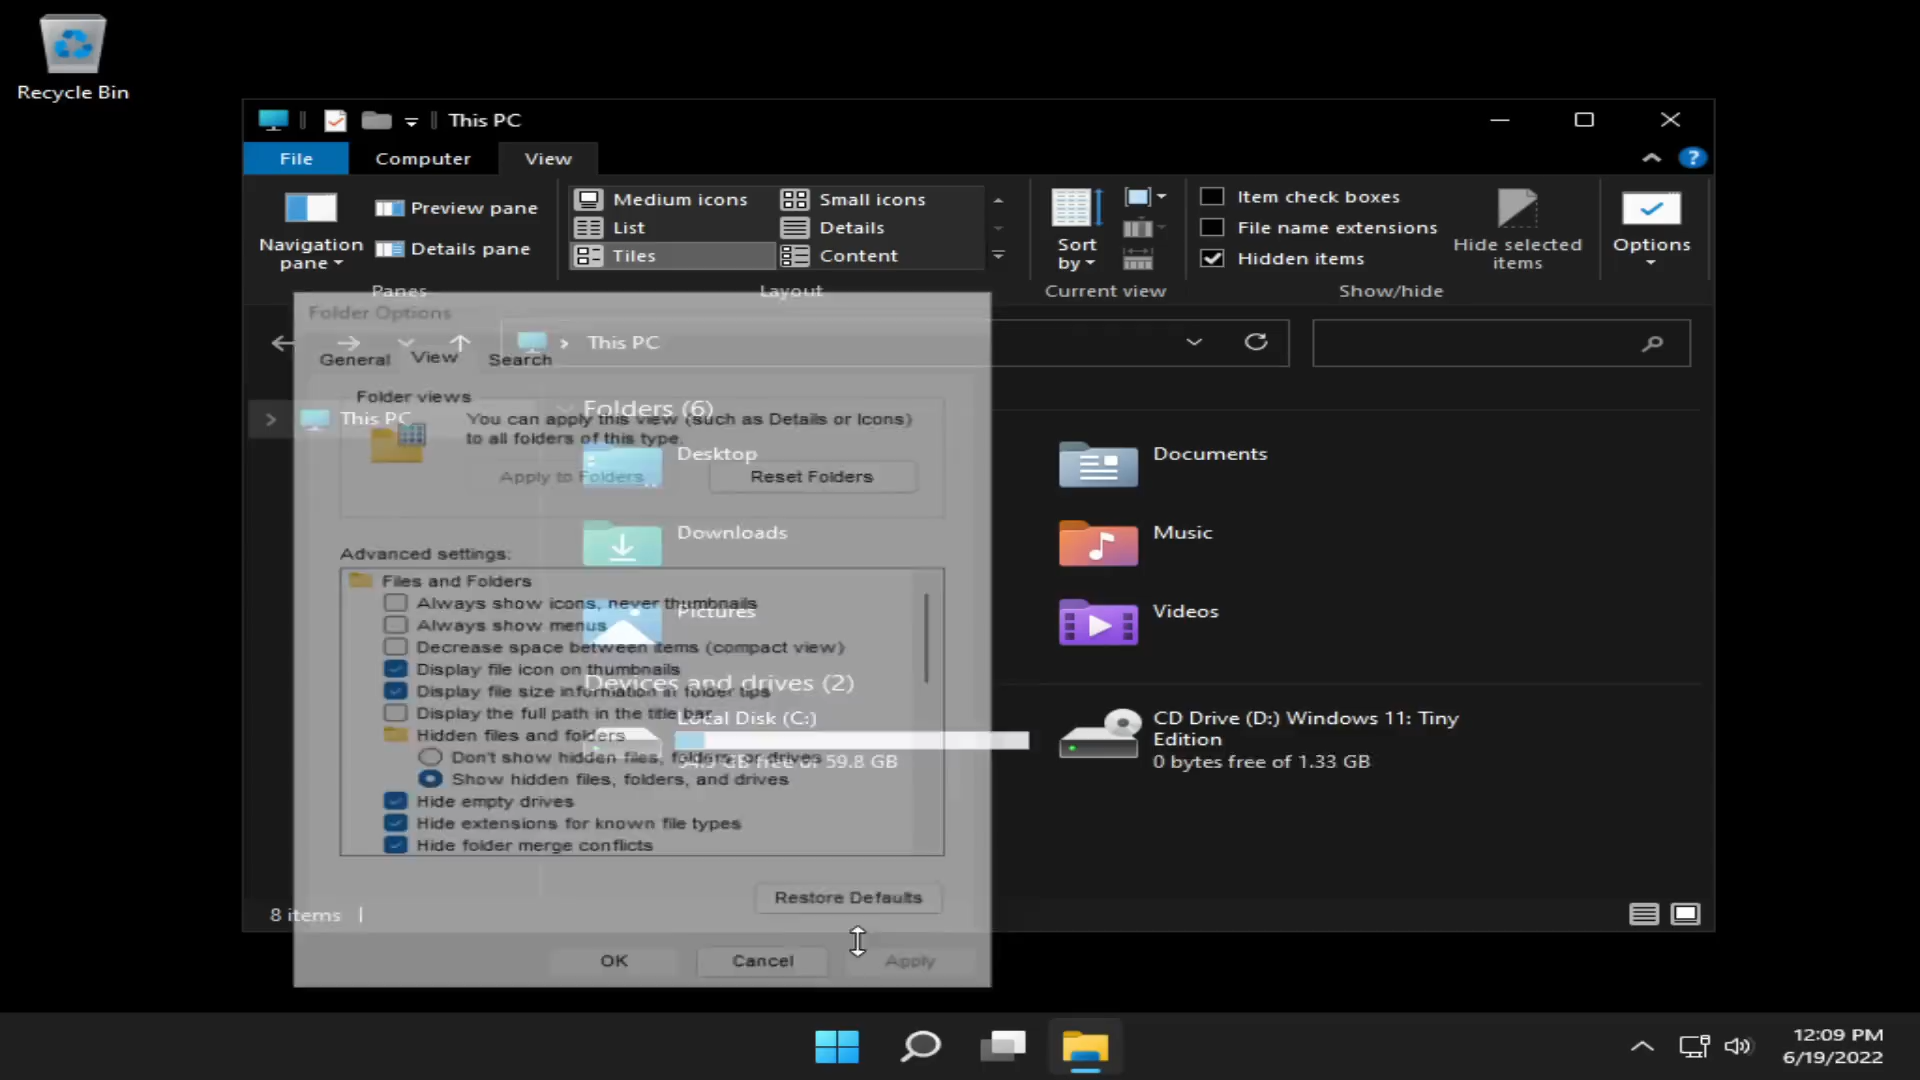 Recycle Bin
This PC
File
Computer
View
Navigation
pane
Preview pane
Details pane
Panes
Medium icons
Small icons
List
Details
Tiles
Content
Layout
Sort
by
Current view
Item check boxes
File name extensions
Hidden items
Hide selected
items
Show/hide
Options
Folder Options
General
View
Search
This PC
Folder views
This PC
You can apply this view (such as Details or Icons)
to all folders of this type.
Apply to Folders
Reset Folders
Folders (6)
Desktop
Documents
Downloads
Music
Pictures
Videos
Advanced settings:
Files and Folders
Always show icons, never thumbnails
Always show menus
Decrease space between items (compact view)
Display file icon on thumbnails
Display file size information in folder tips
Display the full path in the title bar
Hidden files and folders
Don't show hidden files, folders, or drives
Show hidden files, folders, and drives
Hide empty drives
Hide extensions for known file types
Hide folder merge conflicts
Devices and drives (2)
Local Disk (C:)
GB free of 59.8 GB
CD Drive (D:) Windows 11: Tiny
Edition
0 bytes free of 1.33 GB
Restore Defaults
8 items
OK
Cancel
Apply
12:09 PM
6/19/2022